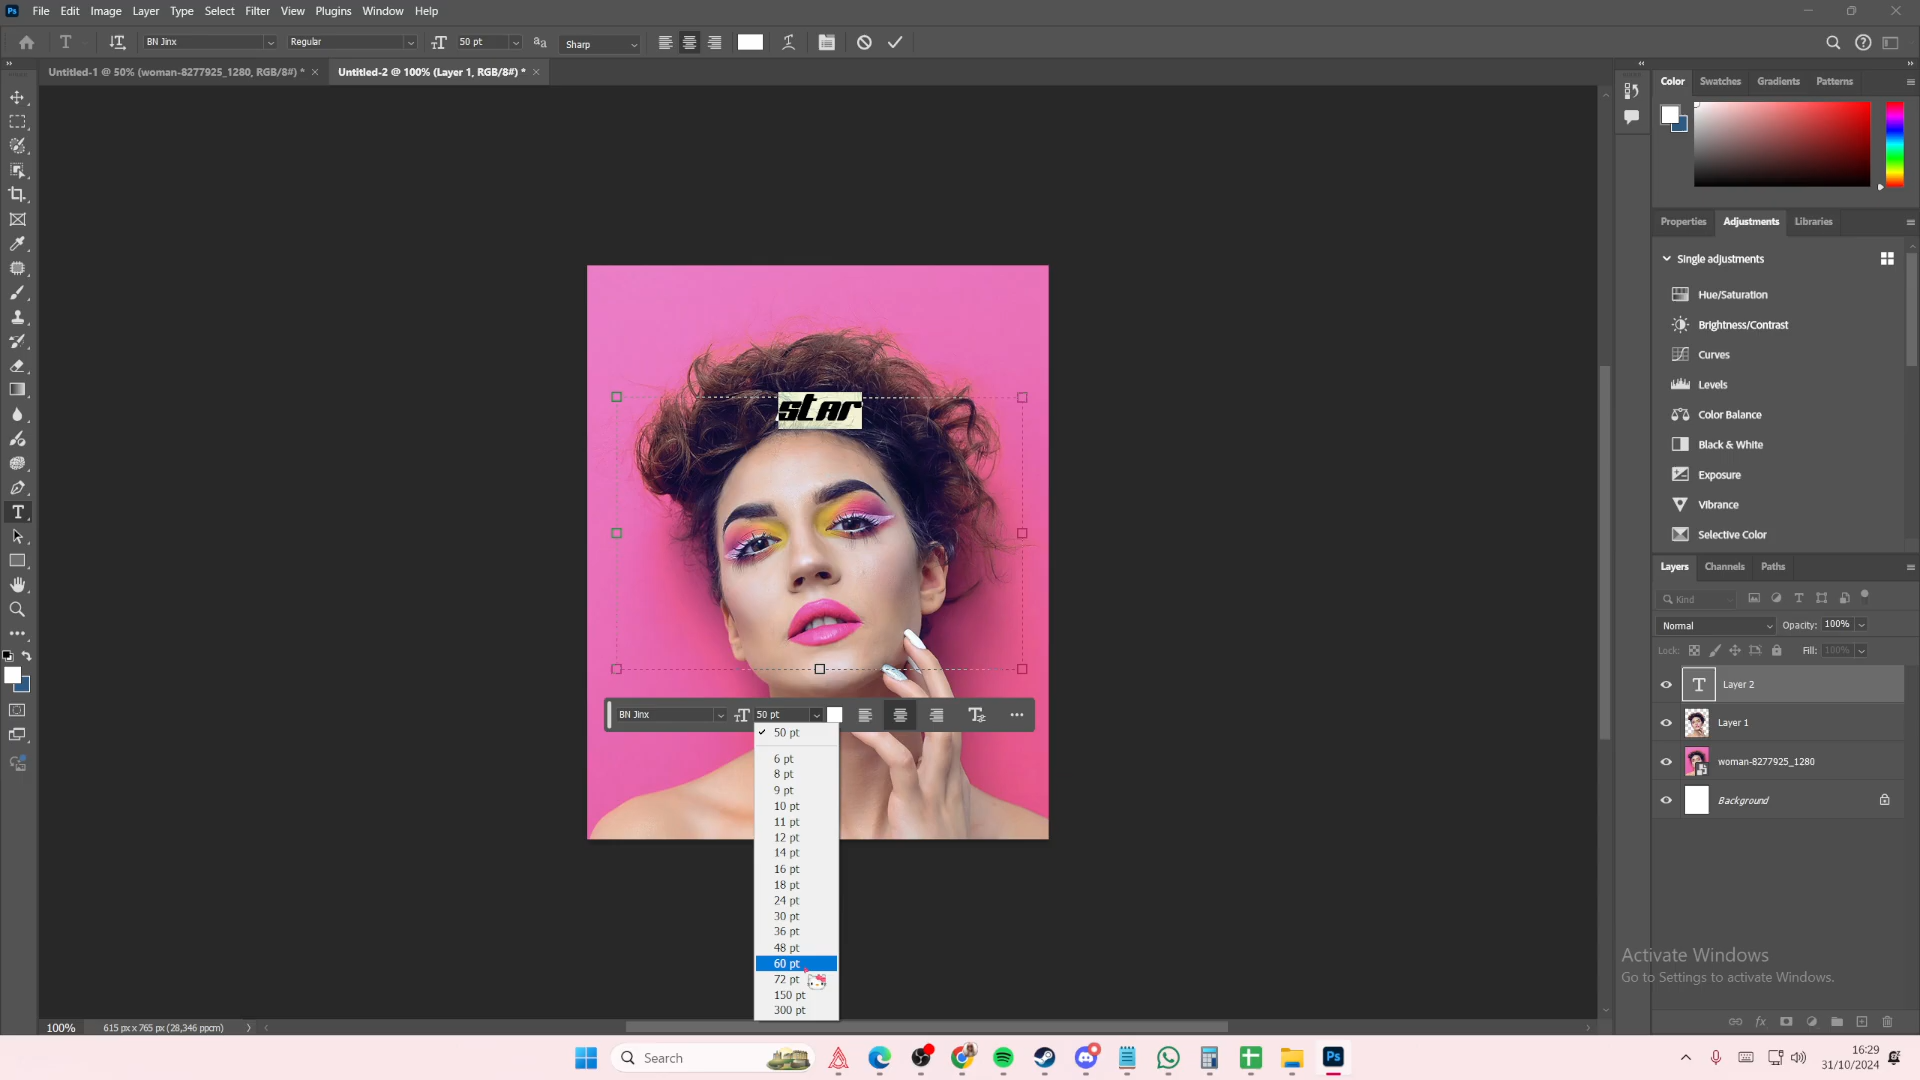 Ps File Edit Image Layer Type Select Filter View Plugins Window Help
BN Jinx Regular 50 pt Sharp
Untitled-1 @ 50% (woman-8277925_1280, RGB/8#) * Untitled-2 @ 100% (Layer 1, RGB/8#) *
Color Swatches Gradients Patterns
Properties Adjustments Libraries
Single adjustments
Hue/Saturation
Brightness/Contrast
Curves
Levels
Color Balance
Black & White
Exposure
Vibrance
Selective Color
star
Layers Channels Paths
Kind
Normal Opacity: 100%
Lock: Fill: 100%
Layer 2
Layer 1
woman-8277925_1280
Background
BN Jinx 50 pt
50 pt
6 pt
8 pt
9 pt
10 pt
11 pt
12 pt
14 pt
16 pt
18 pt
24 pt
30 pt
36 pt
48 pt
60 pt
72 pt
150 pt
300 pt
Activate Windows
Go to Settings to activate Windows.
100% 615 px x 765 px (28,346 ppcm)
Search
Ps
16:29
31/10/2024